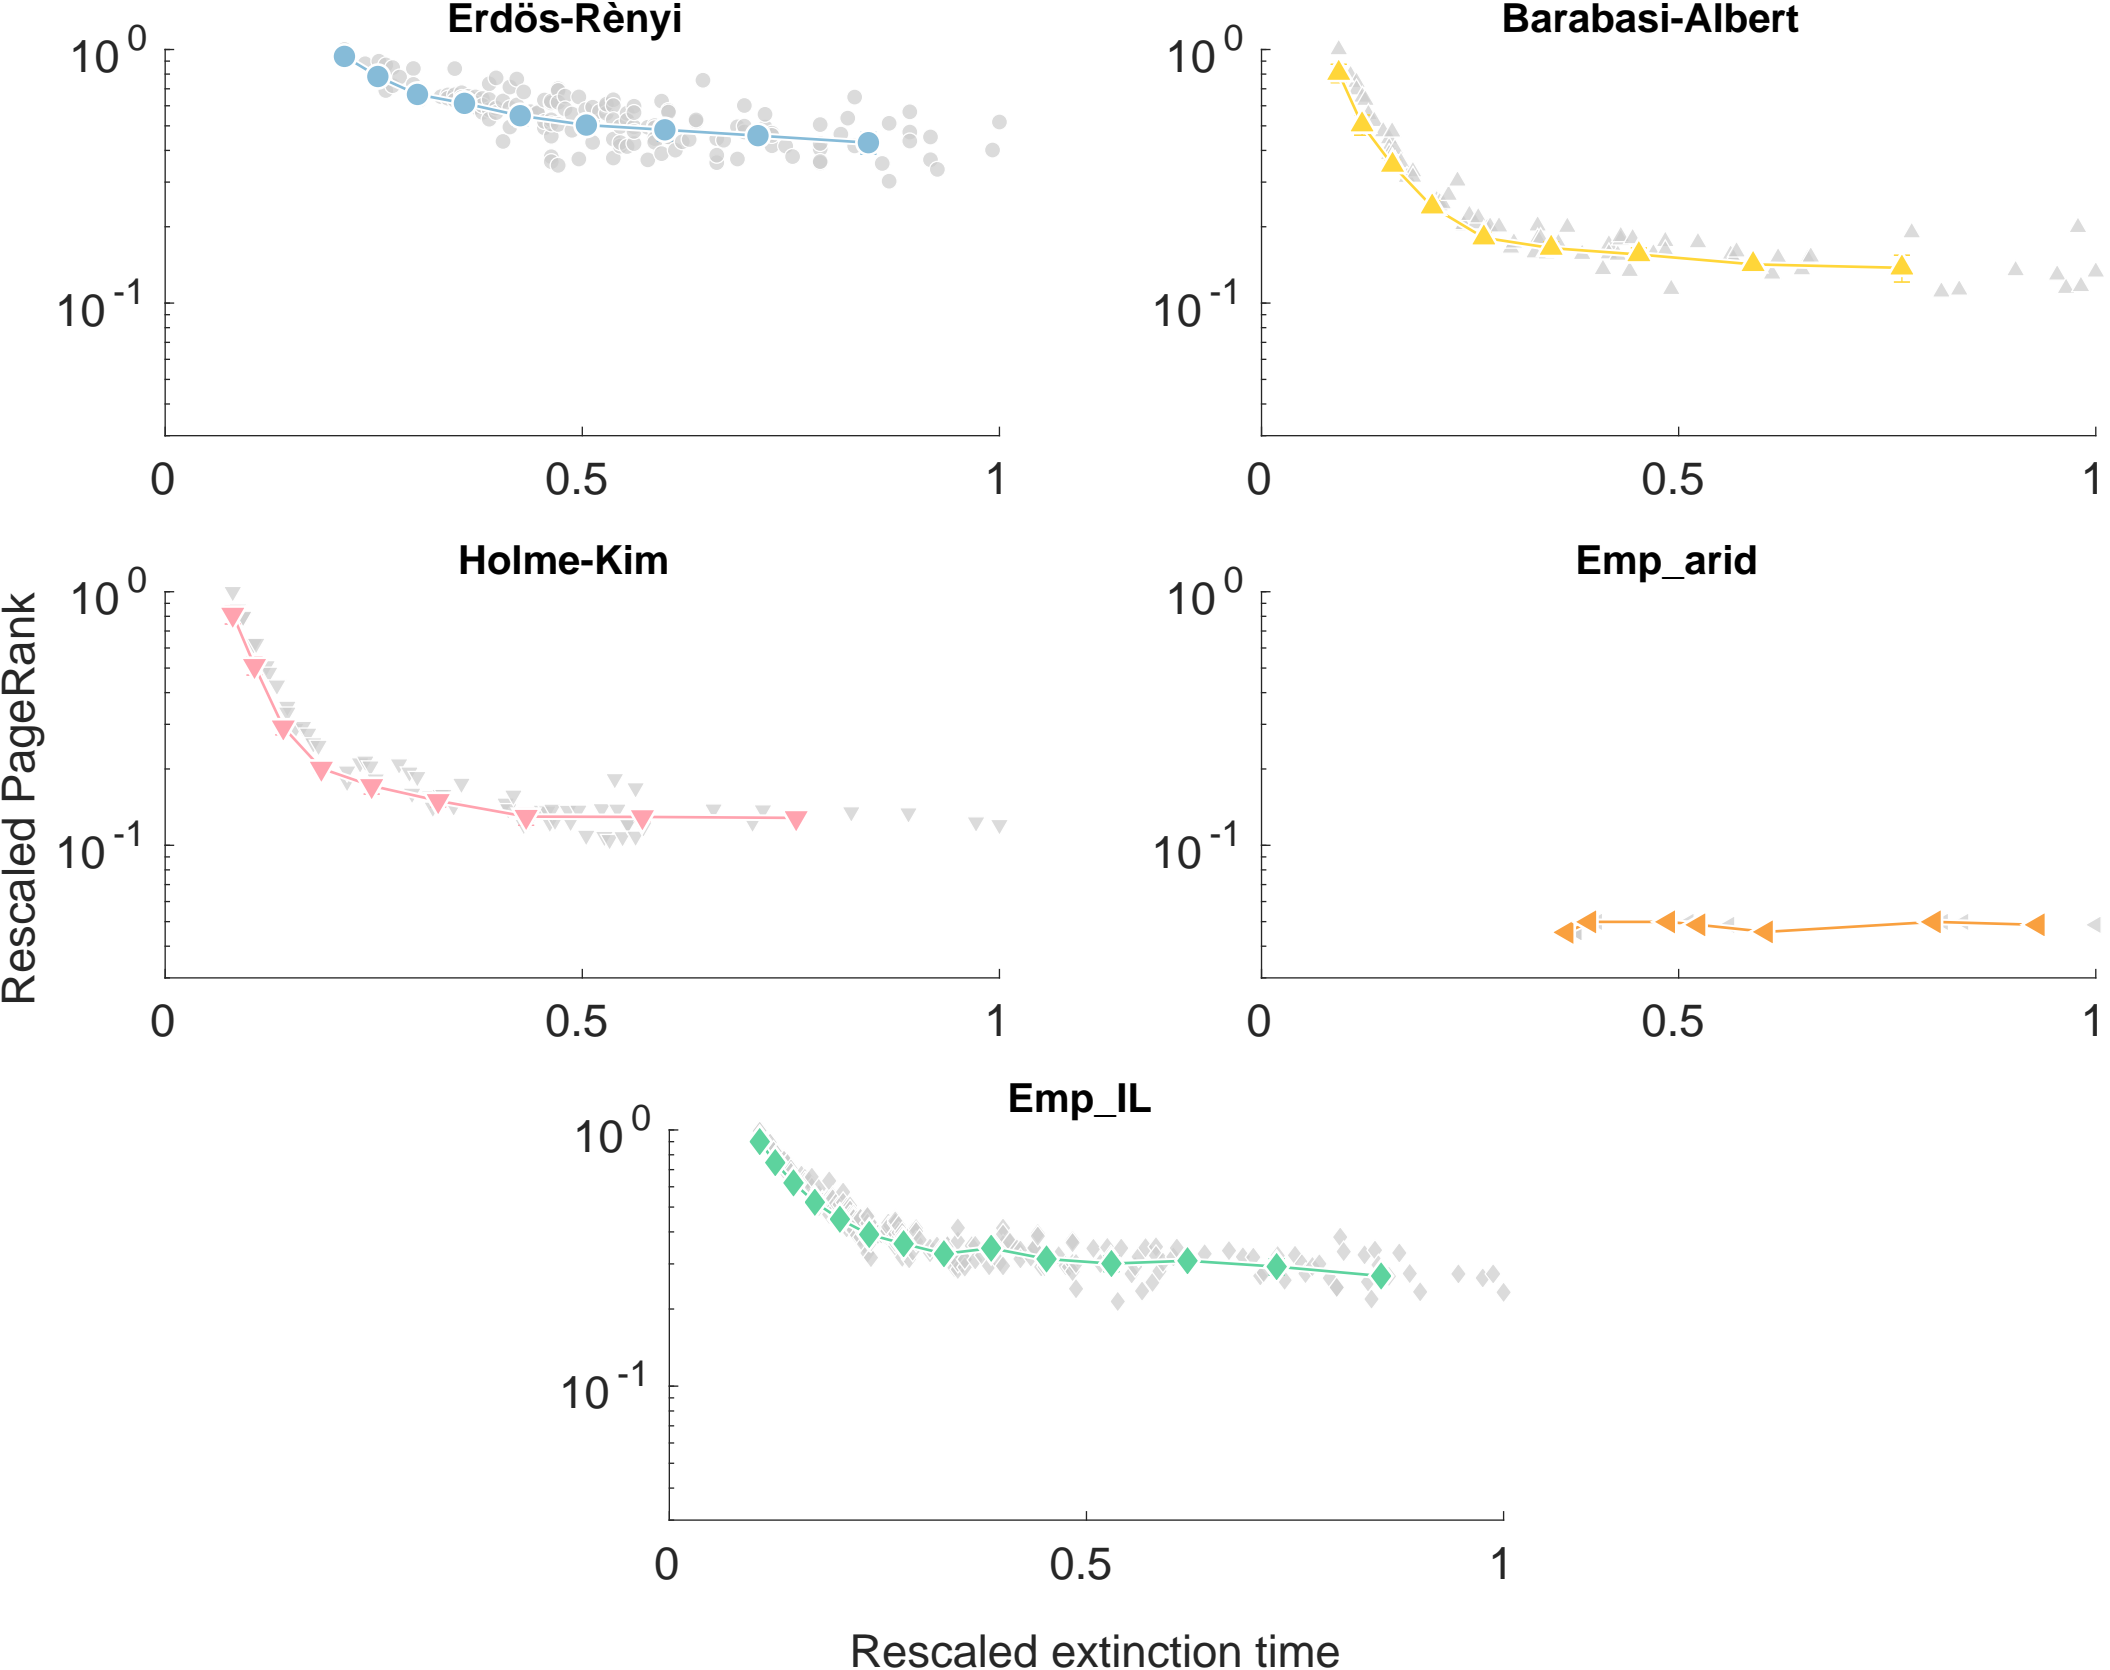 Erdös-Rènyi
10^0
10^-1
0 0.5 1
Barabasi-Albert
10^0
10^-1
0 0.5 1
Rescaled PageRank
Holme-Kim
10^0
10^-1
0 0.5 1
Emp_arid
10^0
10^-1
0 0.5 1
Emp_IL
10^0
10^-1
0 0.5 1
Rescaled extinction time